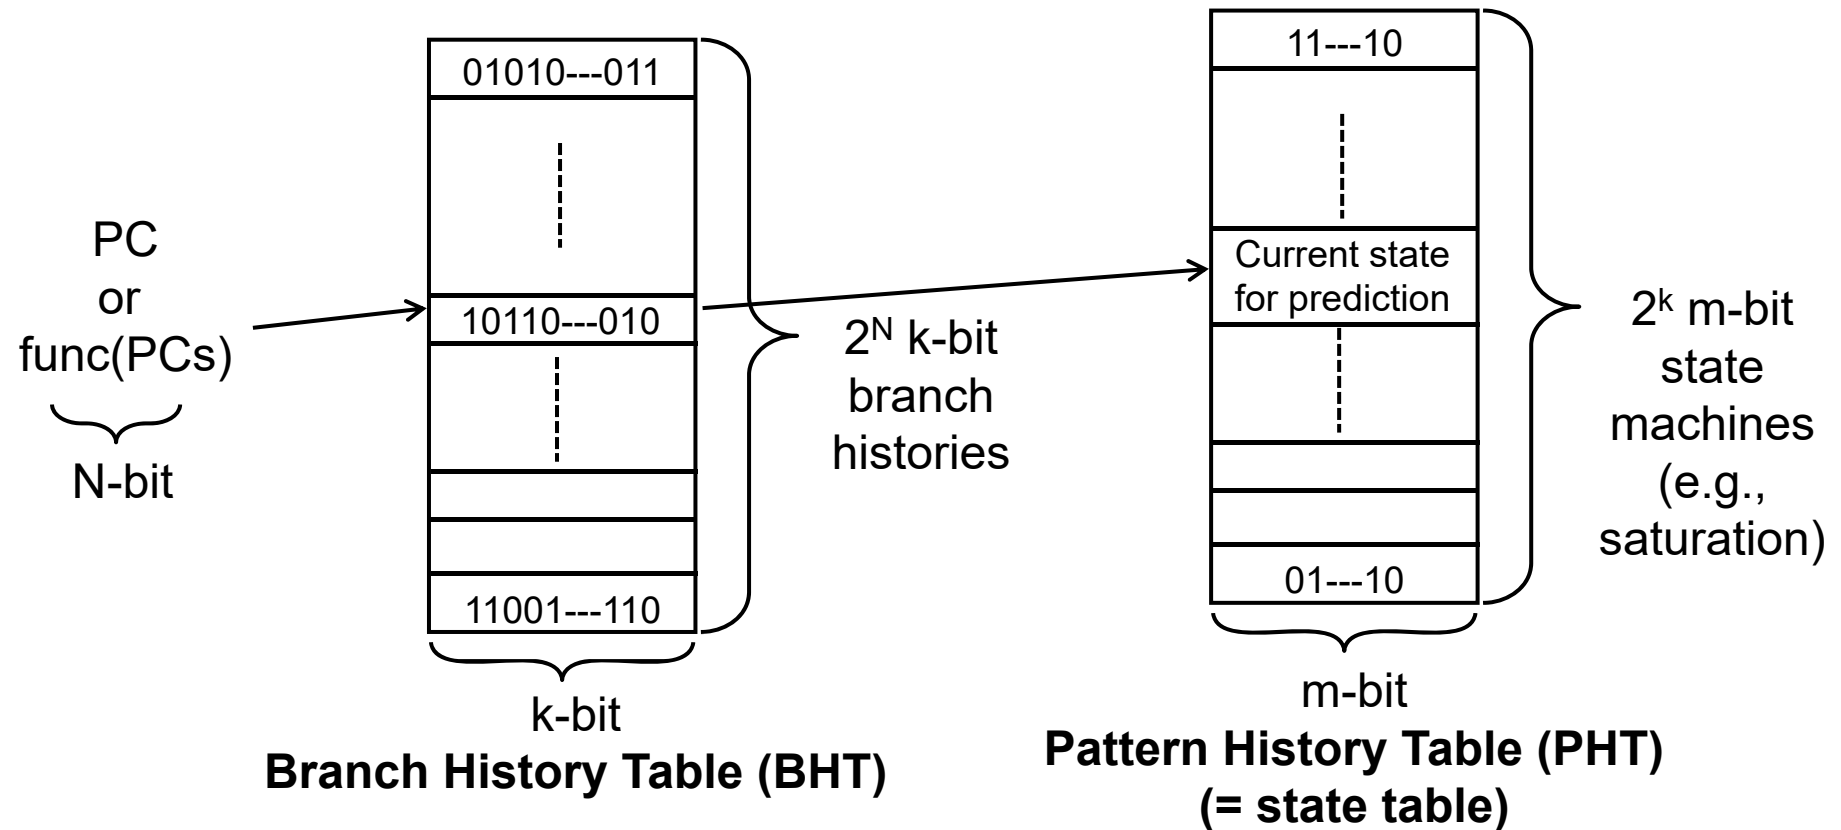 PC
or
func(PCs)
N-bit
01010---011
10110---010
11001---110
k-bit
Branch History Table (BHT)
2ᴺ k-bit
branch
histories
11---10
Current state
for prediction
01---10
m-bit
Pattern History Table (PHT)
(= state table)
2ᵏ m-bit
state
machines
(e.g.,
saturation)